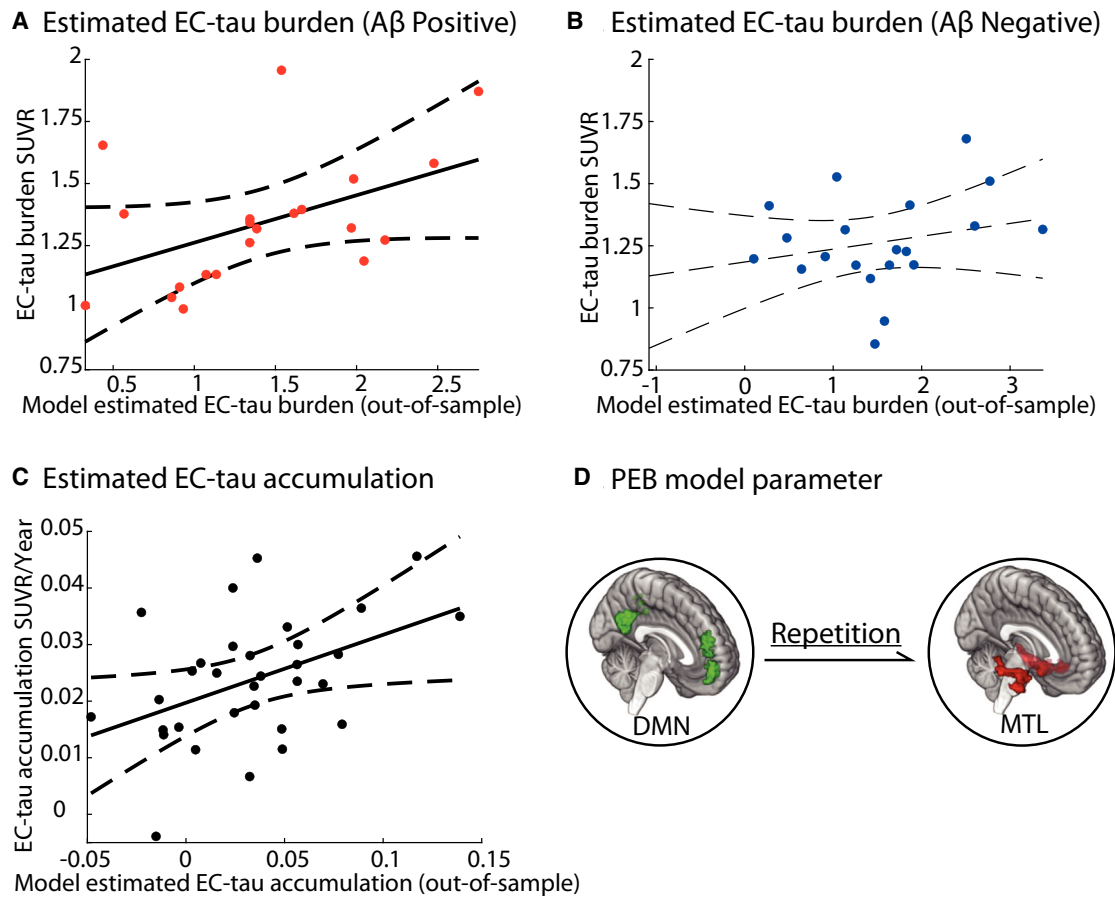 A Estimated EC-tau burden (Aβ Positive)
EC-tau burden SUVR
2
1.75
1.5
1.25
1
0.75
0.5
1
1.5
2
2.5
Model estimated EC-tau burden (out-of-sample)
B Estimated EC-tau burden (Aβ Negative)
EC-tau burden SUVR
2
1.75
1.5
1.25
1
0.75
-1
0
1
2
3
Model estimated EC-tau burden (out-of-sample)
C Estimated EC-tau accumulation
EC-tau accumulation SUVR/Year
0.05
0.04
0.03
0.02
0.01
0
-0.05
0
0.05
0.1
0.15
Model estimated EC-tau accumulation (out-of-sample)
D PEB model parameter
Repetition
DMN
MTL